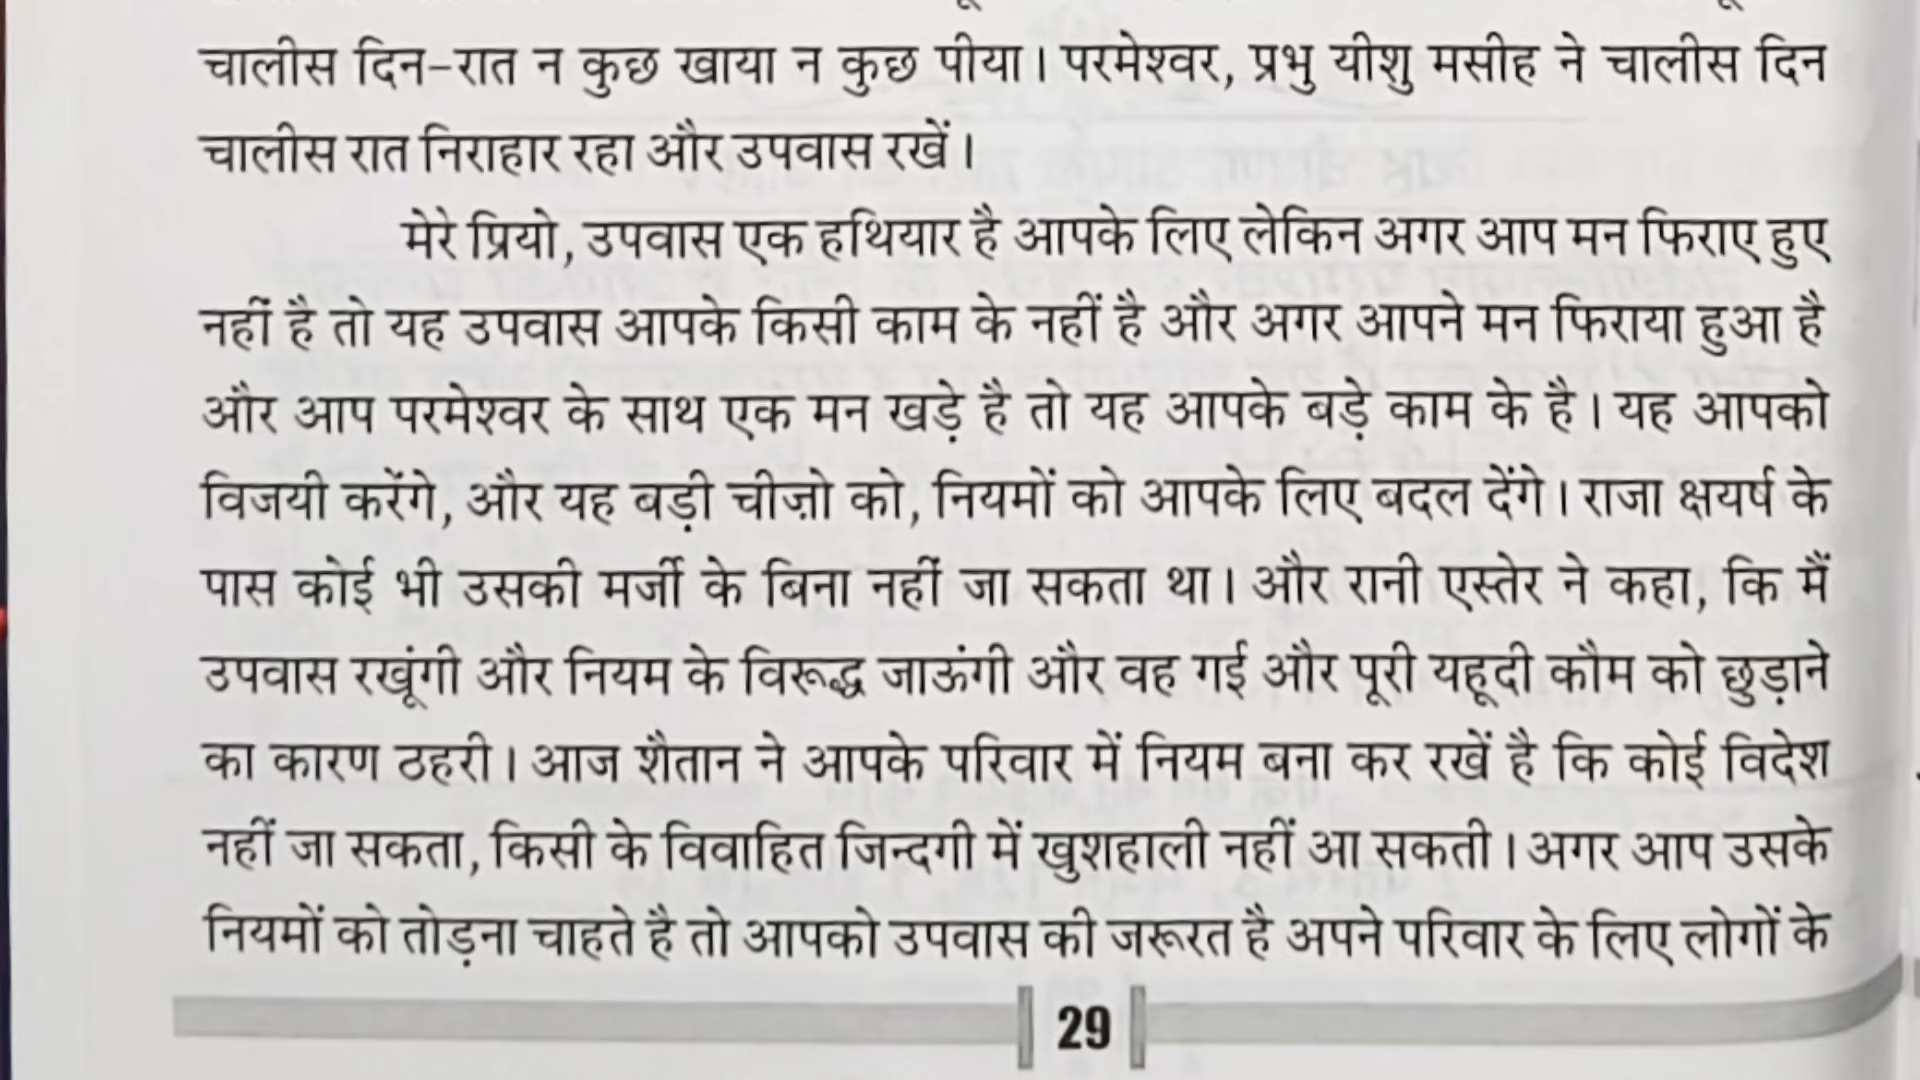 चालीस दिन-रात न कुछ खाया न कुछ पीया। परमेश्वर, प्रभु यीशु मसीह ने चालीस दिन
चालीस रात निराहार रहा और उपवास रखें।
मेरे प्रियो, उपवास एक हथियार है आपके लिए लेकिन अगर आप मन फिराए हुए
नहीं है तो यह उपवास आपके किसी काम के नहीं है और अगर आपने मन फिराया हुआ है
और आप परमेश्वर के साथ एक मन खड़े है तो यह आपके बड़े काम के है। यह आपको
विजयी करेंगे, और यह बड़ी चीज़ो को, नियमों को आपके लिए बदल देंगे। राजा क्षयर्ष के
पास कोई भी उसकी मर्जी के बिना नहीं जा सकता था। और रानी एस्तेर ने कहा, कि मैं
उपवास रखूंगी और नियम के विरूद्ध जाऊंगी और वह गई और पूरी यहूदी कौम को छुड़ाने
का कारण ठहरी। आज शैतान ने आपके परिवार में नियम बना कर रखें है कि कोई विदेश
नहीं जा सकता, किसी के विवाहित जिन्दगी में खुशहाली नहीं आ सकती। अगर आप उसके
नियमों को तोड़ना चाहते है तो आपको उपवास की जरूरत है अपने परिवार के लिए लोगों के
29